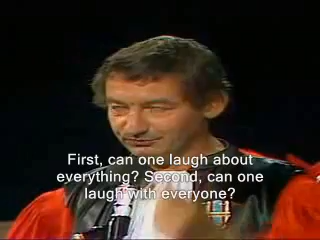 First, can one laugh about
everything? Second, can one
laugh with everyone?